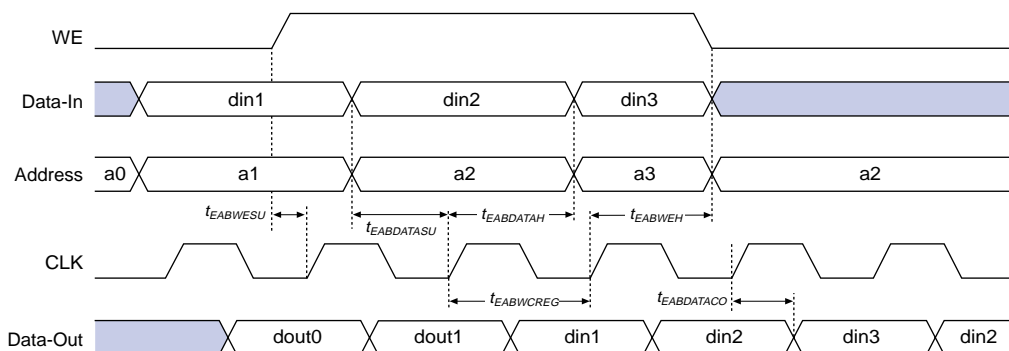 WE
Data-In din1 din2 din3
Address a0 a1 a2 a3 a2
tEABWESU tEABDATASU tEABDATAH tEABWEH
CLK
tEABWCREG tEABDATACO
Data-Out dout0 dout1 din1 din2 din3 din2